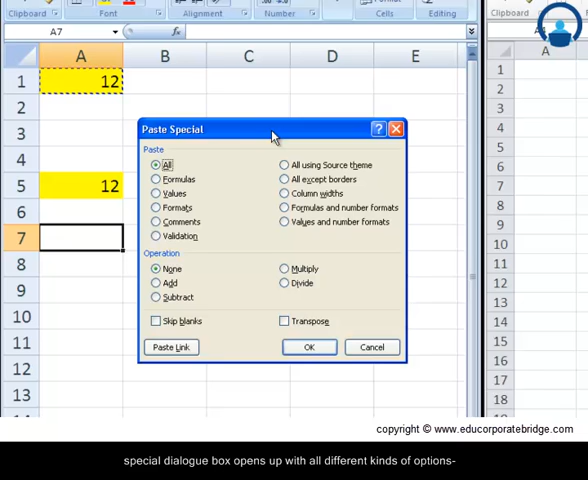 Clipboard
Font
Alignment
Number
Cells
Editing
Clipboard
A7
fx
A B C D E
A
1 12
2
3
4
5 12
6
7
8
9
10
11
12
13
1
2
3
4
5
6
7
8
9
10
11
12
13
14
15
16
17
18
Paste Special
Paste
All
All using Source theme
Formulas
All except borders
Values
Column widths
Formats
Formulas and number formats
Comments
Values and number formats
Validation
Operation
None
Multiply
Add
Divide
Subtract
Skip blanks
Transpose
Paste Link
OK
Cancel
copyright © www.educorporatebridge.com
special dialogue box opens up with all different kinds of options-